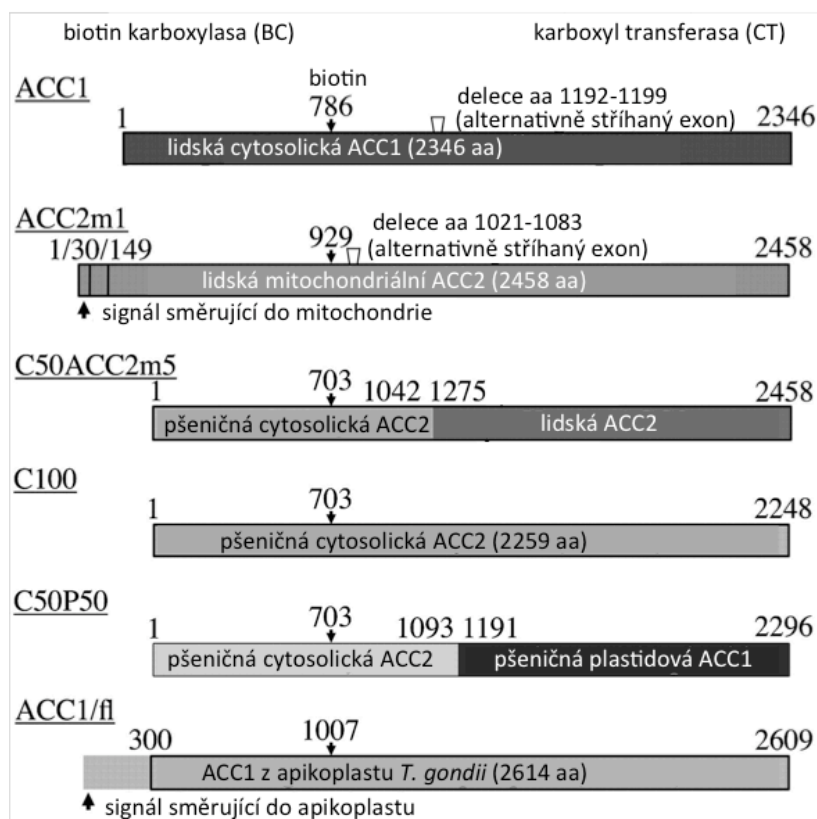 biotin karboxylasa (BC) karboxyl transferasa (CT)
ACC1
biotin
786
delece aa 1192-1199
(alternativně stříhaný exon)
1
2346
lidská cytosolická ACC1 (2346 aa)
ACC2m1
1/30/149
929
delece aa 1021-1083
(alternativně stříhaný exon)
2458
lidská mitochondriální ACC2 (2458 aa)
signál směrující do mitochondrie
C50ACC2m5
1 703 1042 1275 2458
pšeničná cytosolická ACC2 lidská ACC2
C100
1 703 2248
pšeničná cytosolická ACC2 (2259 aa)
C50P50
1 703 1093 1191 2296
pšeničná cytosolická ACC2 pšeničná plastidová ACC1
ACC1/fl
300 1007 2609
ACC1 z apikoplastu T. gondii (2614 aa)
signál směrující do apikoplastu